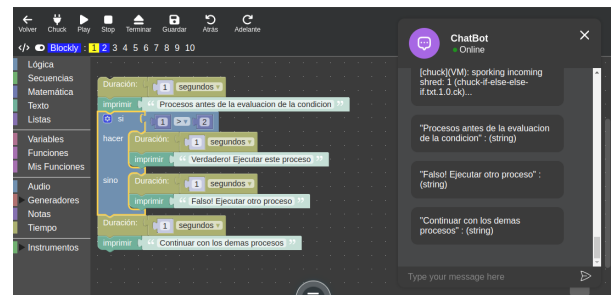 Volver Chuck Play Stop Terminar Guardar Atrás Adelante
</> Blockly : 1 2 3 4 5 6 7 8 9 10
Lógica
Secuencias
Matemática
Texto
Listas
Variables
Funciones
Mis Funciones
Audio
Generadores
Notas
Tiempo
Instrumentos
Duración: 1 segundos
imprimir “ Procesos antes de la evaluacion de la condicion ”
si 1 > 2
hacer Duración: 1 segundos
imprimir “ Verdadero! Ejecutar este proceso ”
sino Duración: 1 segundos
imprimir “ Falso! Ejecutar otro proceso ”
Duración: 1 segundos
imprimir “ Continuar con los demas procesos ”
ChatBot
Online
[chuck](VM): sporking incoming
shred: 1 (chuck-if-else-else-
if.txt.1.0.ck)...
"Procesos antes de la evaluacion
de la condicion" : (string)
"Falso! Ejecutar otro proceso" :
(string)
"Continuar con los demas
procesos" : (string)
Type your message here